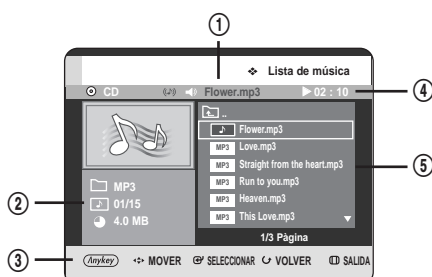 1
❖ Lista de música
CD Flower.mp3 ▶ 02 : 10
4
..
Flower.mp3
MP3 Love.mp3
MP3 Straight from the heart.mp3
5
MP3 Run to you.mp3
MP3 Heaven.mp3
MP3 This Love.mp3 ▼
MP3
2
01/15
4.0 MB
1/3 Pàgina
3
Anykey MOVER SELECCIONAR VOLVER SALIDA